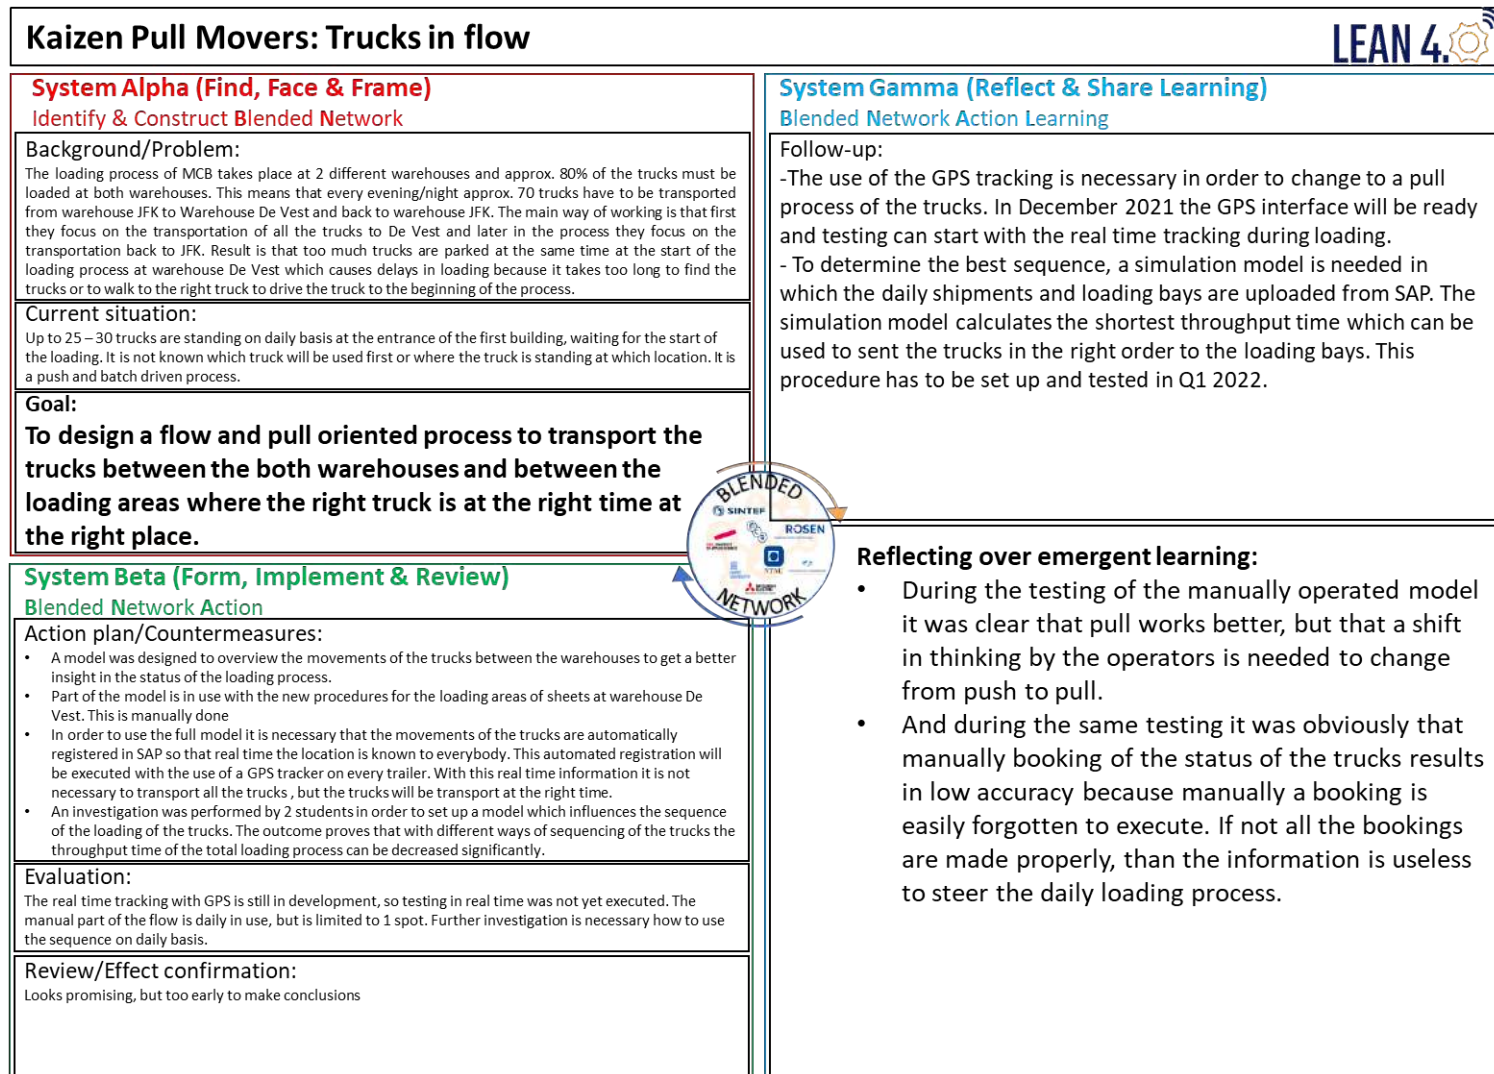 Kaizen Pull Movers: Trucks in flow
LEAN 4.
System Alpha (Find, Face & Frame)
Identify & Construct Blended Network
Background/Problem:
The loading process of MCB takes place at 2 different warehouses and approx. 80% of the trucks must be
loaded at both warehouses. This means that every evening/night approx. 70 trucks have to be transported
from warehouse JFK to Warehouse De Vest and back to warehouse JFK. The main way of working is that first
they focus on the transportation of all the trucks to De Vest and later in the process they focus on the
transportation back to JFK. Result is that too much trucks are parked at the same time at the start of the
loading process at warehouse De Vest which causes delays in loading because it takes too long to find the
trucks or to walk to the right truck to drive the truck to the beginning of the process.
Current situation:
Up to 25 – 30 trucks are standing on daily basis at the entrance of the first building, waiting for the start of
the loading. It is not known which truck will be used first or where the truck is standing at which location. It is
a push and batch driven process.
Goal:
To design a flow and pull oriented process to transport the
trucks between the both warehouses and between the
loading areas where the right truck is at the right time at
the right place.
System Beta (Form, Implement & Review)
Blended Network Action
Action plan/Countermeasures:
• A model was designed to overview the movements of the trucks between the warehouses to get a better
insight in the status of the loading process.
• Part of the model is in use with the new procedures for the loading areas of sheets at warehouse De
Vest. This is manually done
• In order to use the full model it is necessary that the movements of the trucks are automatically
registered in SAP so that real time the location is known to everybody. This automated registration will
be executed with the use of a GPS tracker on every trailer. With this real time information it is not
necessary to transport all the trucks , but the trucks will be transport at the right time.
• An investigation was performed by 2 students in order to set up a model which influences the sequence
of the loading of the trucks. The outcome proves that with different ways of sequencing of the trucks the
throughput time of the total loading process can be decreased significantly.
Evaluation:
The real time tracking with GPS is still in development, so testing in real time was not yet executed. The
manual part of the flow is daily in use, but is limited to 1 spot. Further investigation is necessary how to use
the sequence on daily basis.
Review/Effect confirmation:
Looks promising, but too early to make conclusions
System Gamma (Reflect & Share Learning)
Blended Network Action Learning
Follow-up:
-The use of the GPS tracking is necessary in order to change to a pull
process of the trucks. In December 2021 the GPS interface will be ready
and testing can start with the real time tracking during loading.
- To determine the best sequence, a simulation model is needed in
which the daily shipments and loading bays are uploaded from SAP. The
simulation model calculates the shortest throughput time which can be
used to sent the trucks in the right order to the loading bays. This
procedure has to be set up and tested in Q1 2022.
BLENDED
SINTEF
ROSEN
NTNU
NETWORK
Reflecting over emergent learning:
• During the testing of the manually operated model
it was clear that pull works better, but that a shift
in thinking by the operators is needed to change
from push to pull.
• And during the same testing it was obviously that
manually booking of the status of the trucks results
in low accuracy because manually a booking is
easily forgotten to execute. If not all the bookings
are made properly, than the information is useless
to steer the daily loading process.